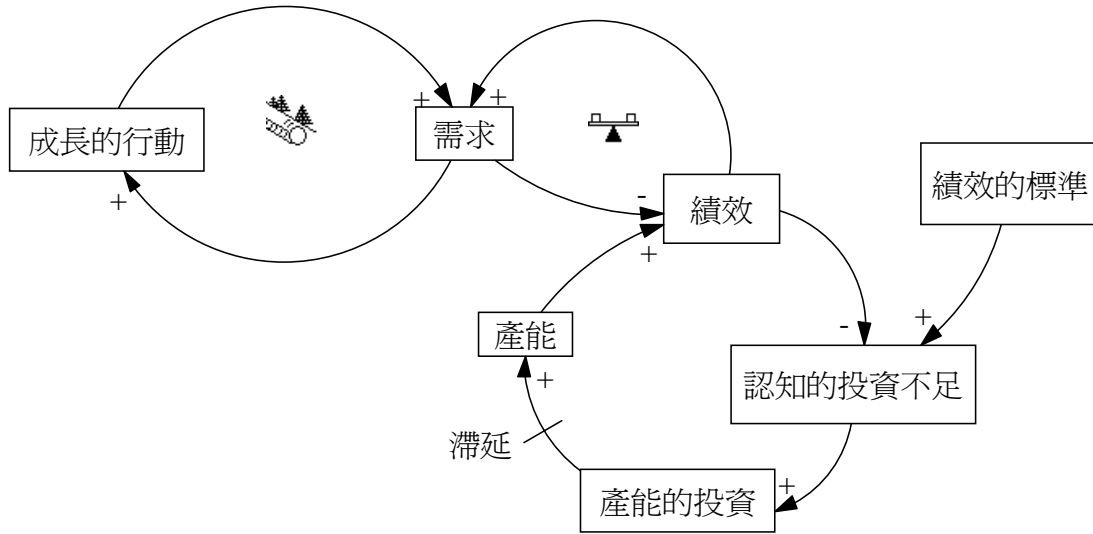 +
+
成長的行動
需求
+
績效的標準
-
績效
+
+
產能
-
+
認知的投資不足
滯延
+
產能的投資